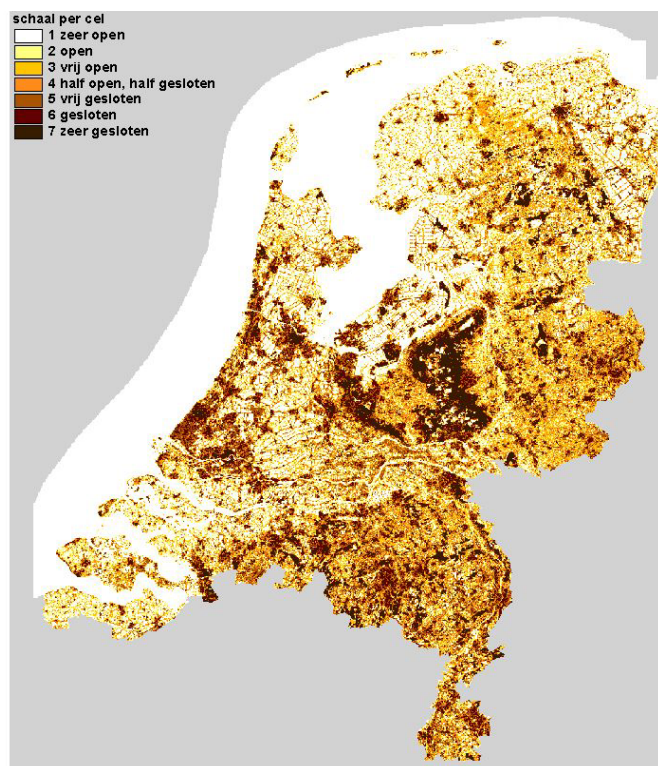 schaal per cel
1 zeer open
2 open
3 vrij open
4 half open, half gesloten
5 vrij gesloten
6 gesloten
7 zeer gesloten